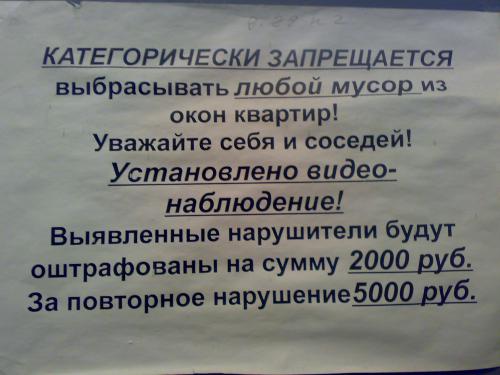 КАТЕГОРИЧЕСКИ ЗАПРЕЩАЕТСЯ
выбрасывать любой мусор из
окон квартир!
Уважайте себя и соседей!
Установлено видео-
наблюдение!
Выявленные нарушители будут
оштрафованы на сумму 2000 руб.
За повторное нарушение 5000 руб.